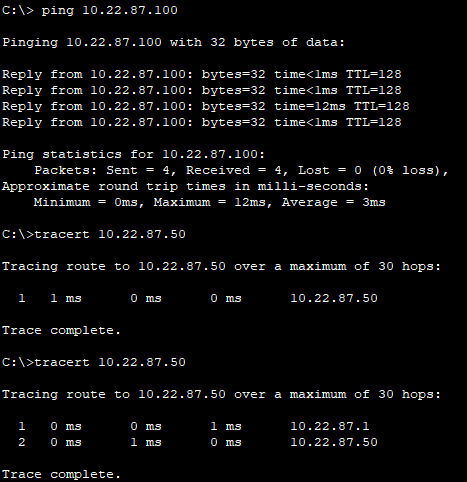 C:\> ping 10.22.87.100
Pinging 10.22.87.100 with 32 bytes of data:
Reply from 10.22.87.100: bytes=32 time<1ms TTL=128
Reply from 10.22.87.100: bytes=32 time<1ms TTL=128
Reply from 10.22.87.100: bytes=32 time=12ms TTL=128
Reply from 10.22.87.100: bytes=32 time<1ms TTL=128
Ping statistics for 10.22.87.100:
    Packets: Sent = 4, Received = 4, Lost = 0 (0% loss),
Approximate round trip times in milli-seconds:
    Minimum = 0ms, Maximum = 12ms, Average = 3ms
C:\>tracert 10.22.87.50
Tracing route to 10.22.87.50 over a maximum of 30 hops:
  1   1 ms      0 ms      0 ms      10.22.87.50
Trace complete.
C:\>tracert 10.22.87.50
Tracing route to 10.22.87.50 over a maximum of 30 hops:
  1   0 ms      0 ms      1 ms      10.22.87.1
  2   0 ms      1 ms      0 ms      10.22.87.50
Trace complete.